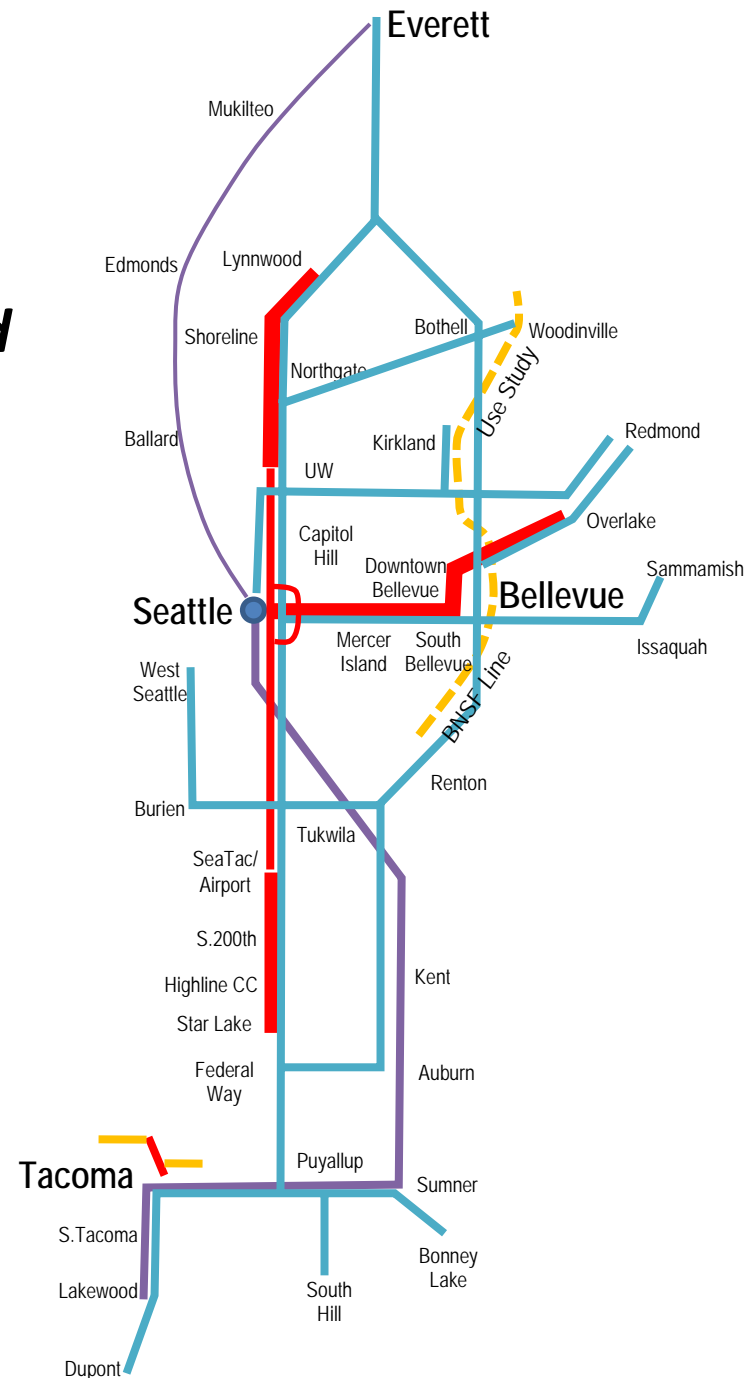 Everett
Mukilteo
Edmonds
Lynnwood
Shoreline
Bothell
Woodinville
Northgate
Use Study
Ballard
Kirkland
Redmond
UW
Overlake
Capitol
Hill
Downtown
Bellevue
Sammamish
Bellevue
Seattle
Mercer
Island
South
Bellevue
Issaquah
West
Seattle
BNSF Line
Renton
Burien
Tukwila
SeaTac/
Airport
S.200th
Kent
Highline CC
Star Lake
Federal
Way
Auburn
Puyallup
Tacoma
Sumner
S.Tacoma
Bonney
Lake
Lakewood
South
Hill
Dupont